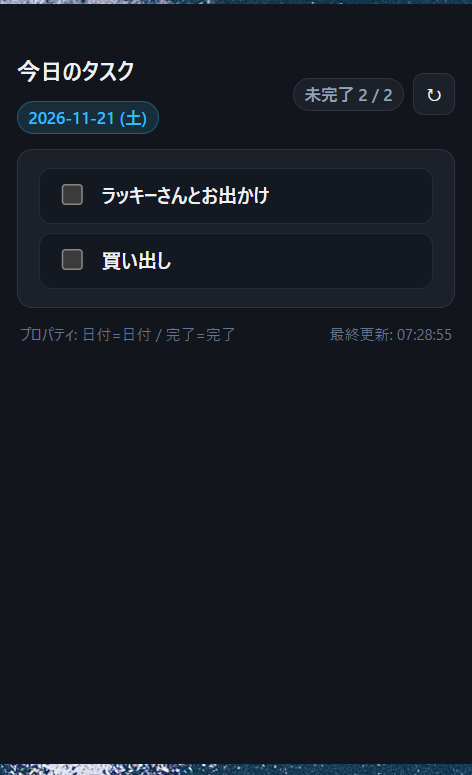 今日のタスク
2026-11-21 (土)
未完了 2 / 2
↻
ラッキーさんとお出かけ
買い出し
プロパティ: 日付=日付 / 完了=完了
最終更新: 07:28:55